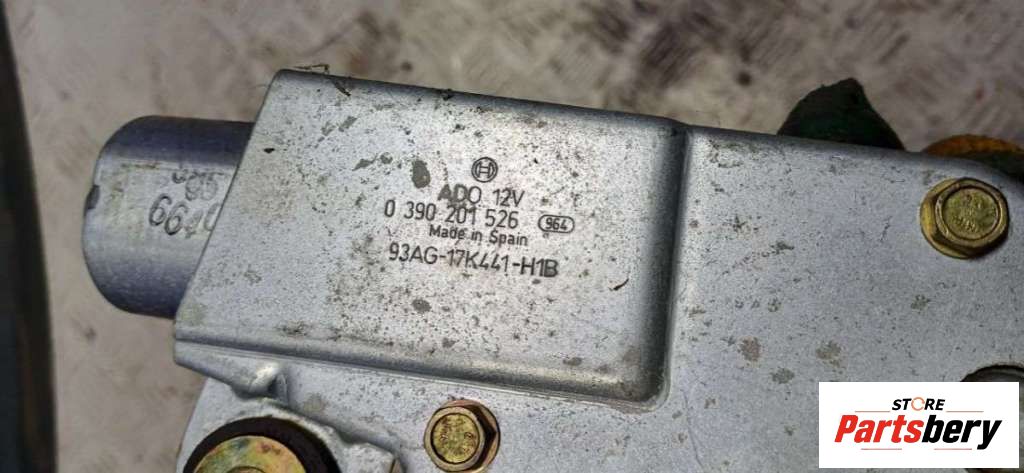 ADO 12V
0 390 201 526 964
Made in Spain
93AG-17K441-H1B
STORE
Partsbery